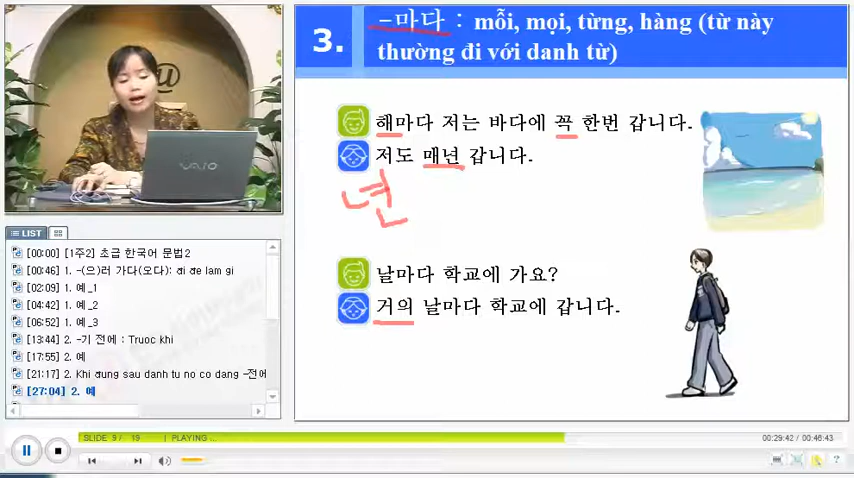 3.
-마다 : mỗi, mọi, từng, hàng (từ này
thường đi với danh từ)
해마다 저는 바다에 꼭 한번 갑니다.
저도 매년 갑니다.
년
날마다 학교에 가요?
거의 날마다 학교에 갑니다.
@
VAIO
LIST
[00:00] [1주2] 초급 한국어 문법2
[00:46] 1. -(으)러 가다(오다): đi đe lam gi
[02:09] 1. 예_1
[04:42] 1. 예_2
[06:52] 1. 예_3
[13:44] 2. -기 전에 : Truoc khi
[17:55] 2. 예
[21:17] 2. Khi đung sau danh tu no co dang -전에
[27:04] 2. 예
SLIDE 9 / 19 | PLAYING ...
00:29:42 / 00:46:43